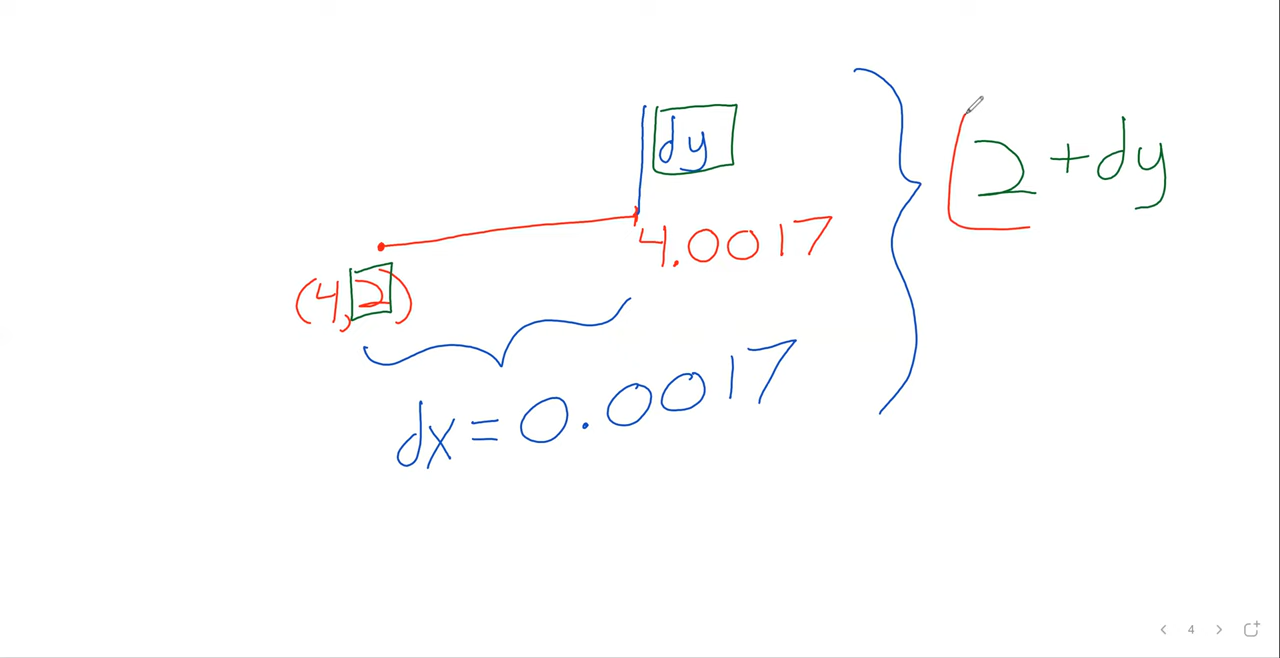 dy
2 + dy
4.0017
(4, 2)
dx = 0.0017
4